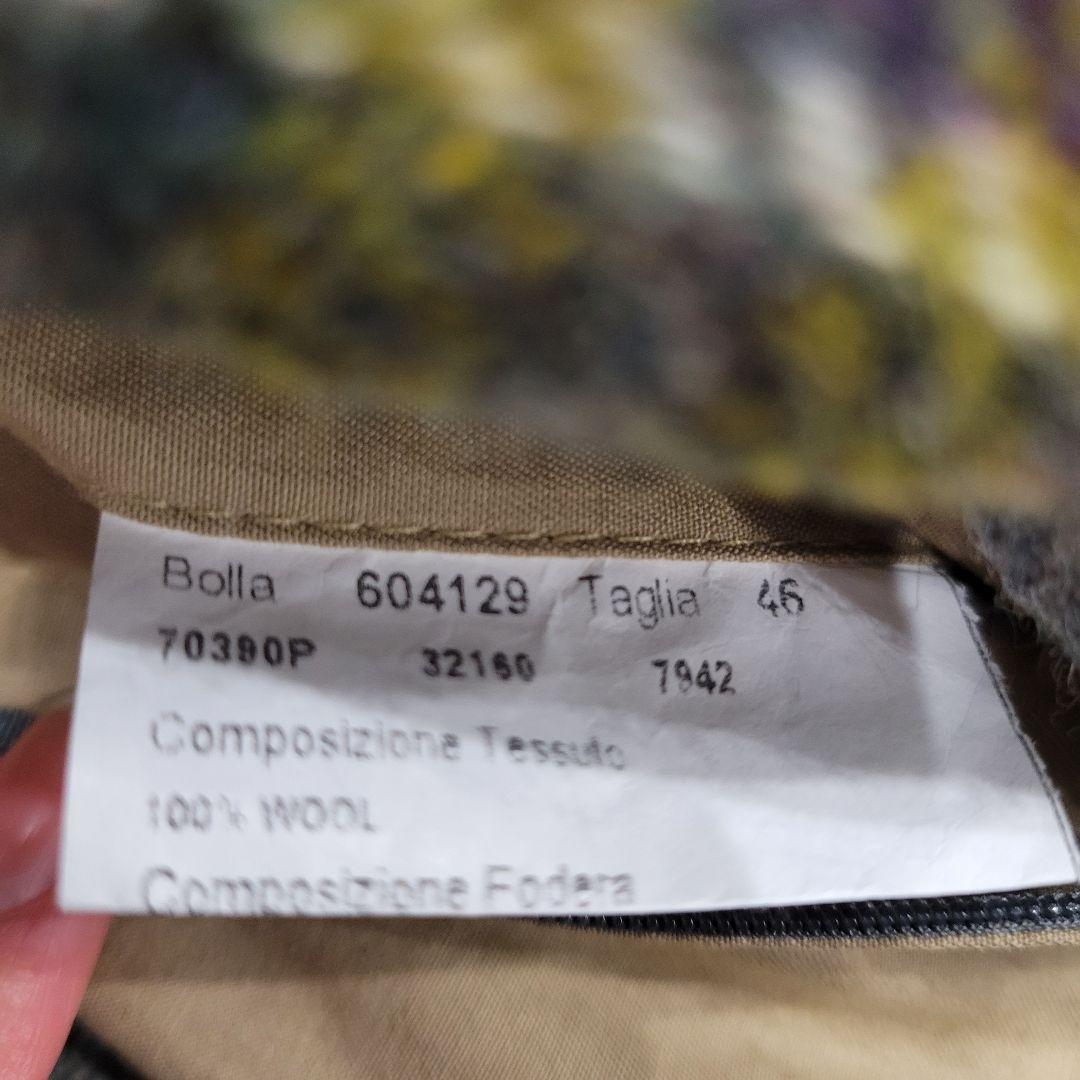 Bolla 604129 Taglia 46
70390P 32160 7942
Composizione Tessuto
100% WOOL
Composizione Fodera